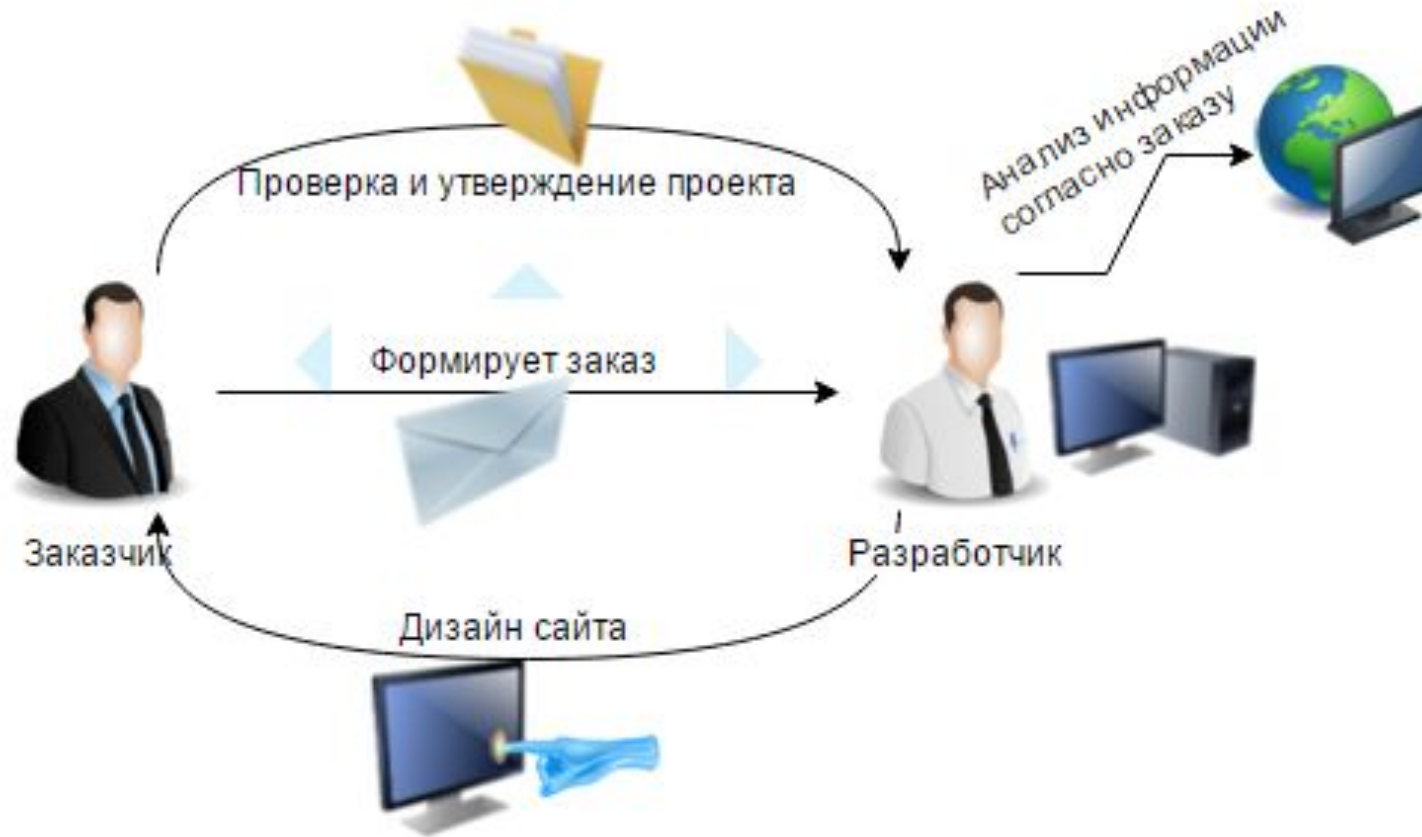 Анализ информации
согласно заказу
Проверка и утверждение проекта
Формирует заказ
Заказчик
Разработчик
Дизайн сайта